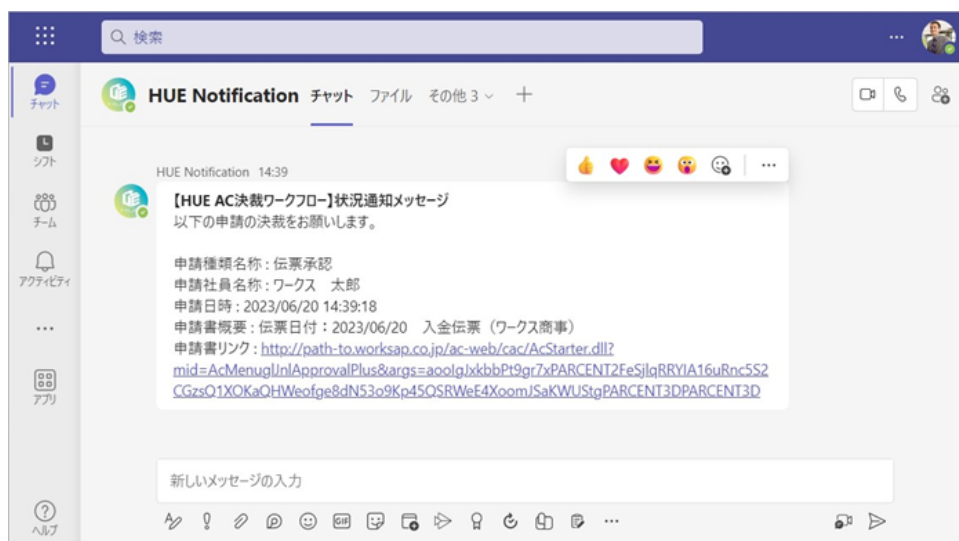 検索
HUE Notification チャット ファイル その他 3
チャット
シフト
チーム
アクティビティ
アプリ
ヘルプ
HUE Notification 14:39
【HUE AC決裁ワークフロー】状況通知メッセージ
以下の申請の決裁をお願いします。
申請種類名称 : 伝票承認
申請社員名称 : ワークス 太郎
申請日時 : 2023/06/20 14:39:18
申請書概要 : 伝票日付：2023/06/20 入金伝票（ワークス商事）
申請書リンク : http://path-to.worksap.co.jp/ac-web/cac/AcStarter.dll?
mid=AcMenugUnlApprovalPlus&args=aoolgJxkbbPt9gr7xPARCENT2FeSjlqRRYIA16uRnc5S2
CGzsQ1XOKaQHWeofge8dN53o9Kp45QSRWeE4XoomJSaKWUStgPARCENT3DPARCENT3D
新しいメッセージの入力
GIF